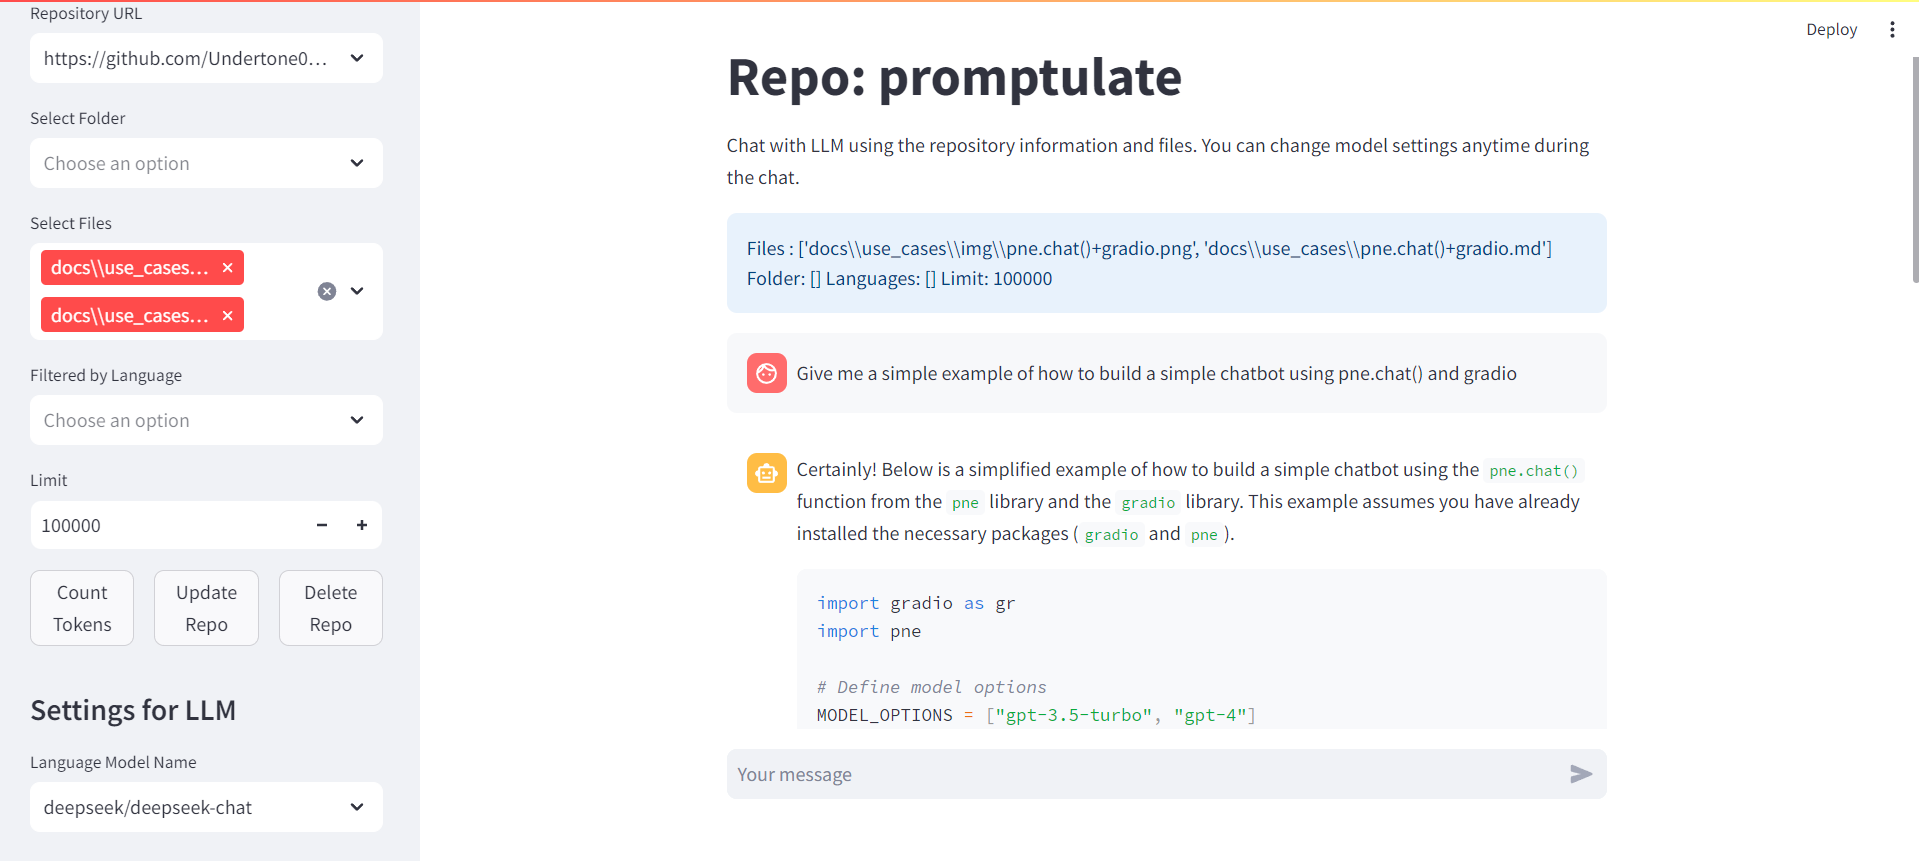 Repository URL
https://github.com/Undertone0...
Select Folder
Choose an option
Select Files
docs\\use_cases...
docs\\use_cases...
Filtered by Language
Choose an option
Limit
100000
Count
Tokens
Update
Repo
Delete
Repo
Settings for LLM
Language Model Name
deepseek/deepseek-chat
Deploy
Repo: promptulate
Chat with LLM using the repository information and files. You can change model settings anytime during
the chat.
Files : ['docs\\use_cases\\img\\pne.chat()+gradio.png', 'docs\\use_cases\\pne.chat()+gradio.md']
Folder: [] Languages: [] Limit: 100000
Give me a simple example of how to build a simple chatbot using pne.chat() and gradio
Certainly! Below is a simplified example of how to build a simple chatbot using the pne.chat()
function from the pne library and the gradio library. This example assumes you have already
installed the necessary packages ( gradio and pne ).
import gradio as gr
import pne
# Define model options
MODEL_OPTIONS = ["gpt-3.5-turbo", "gpt-4"]
Your message